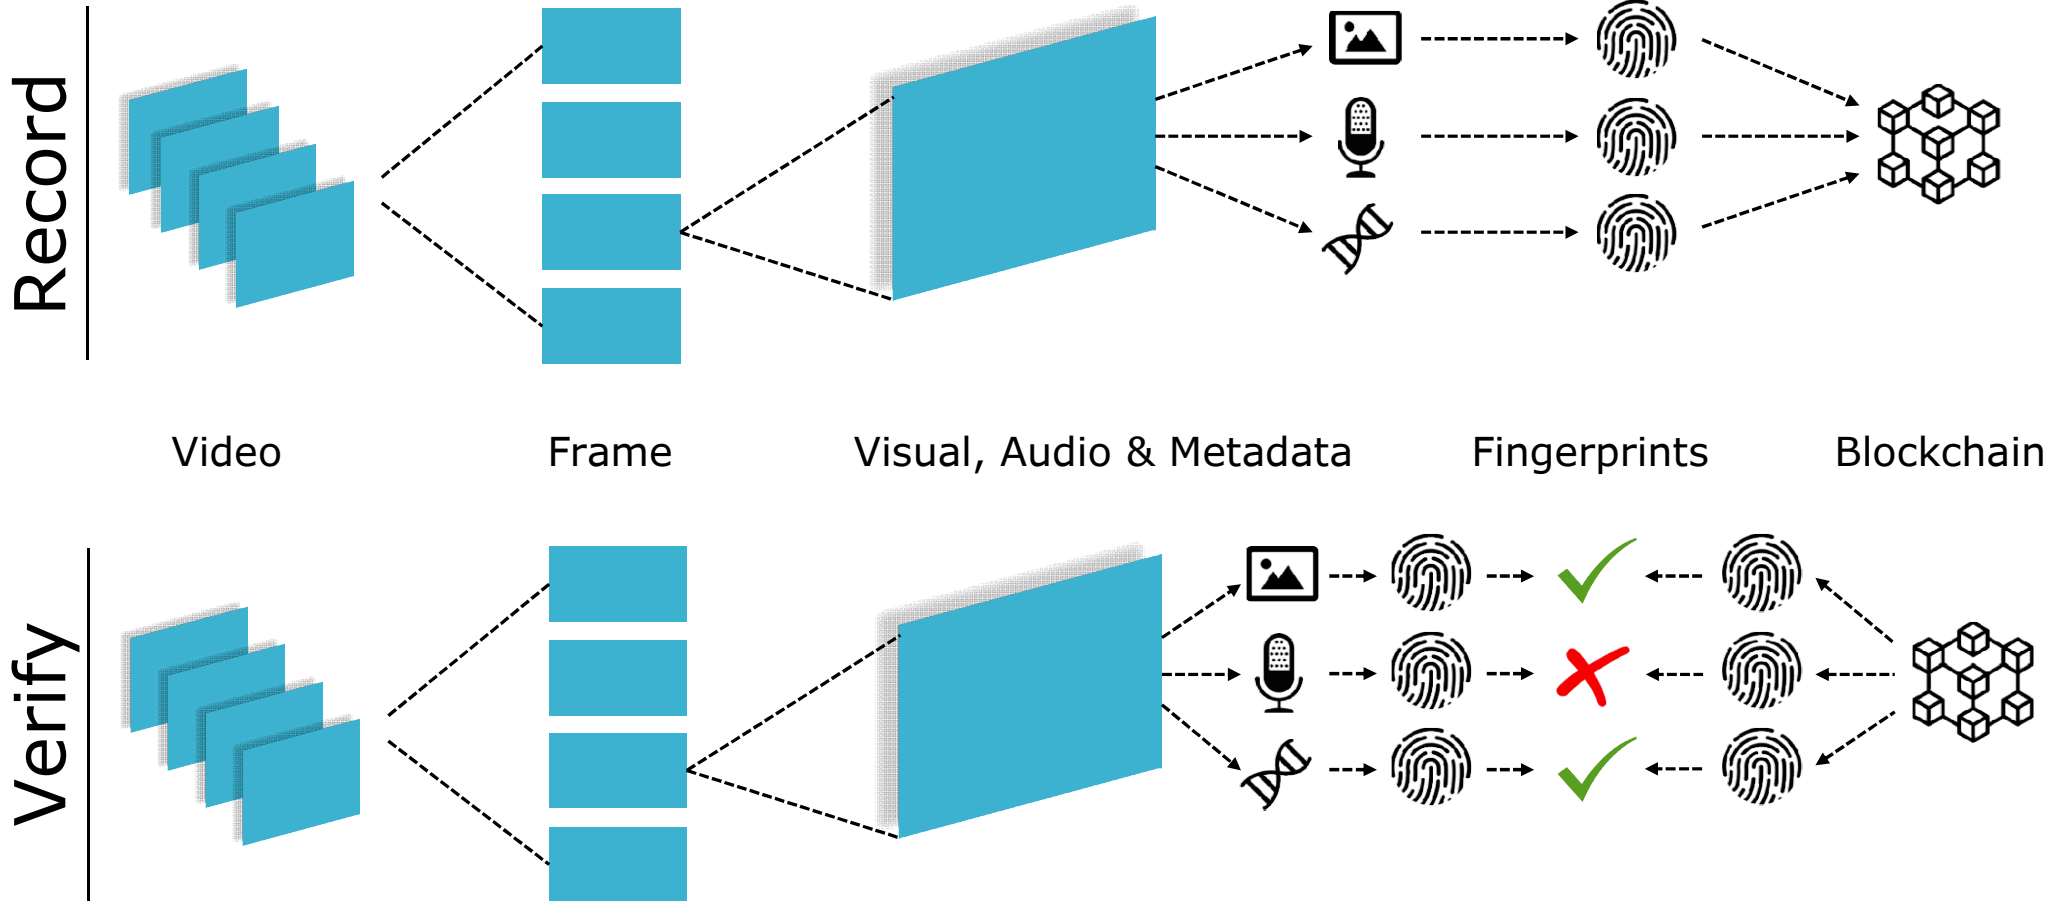 Record
Video
Frame
Visual, Audio & Metadata
Fingerprints
Blockchain
Verify